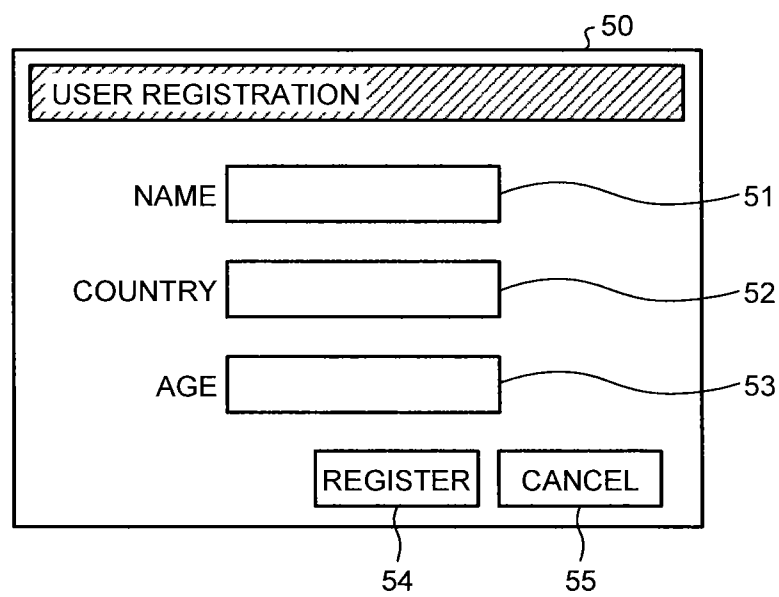 50
USER REGISTRATION
NAME 51
COUNTRY 52
AGE 53
REGISTER CANCEL
54 55